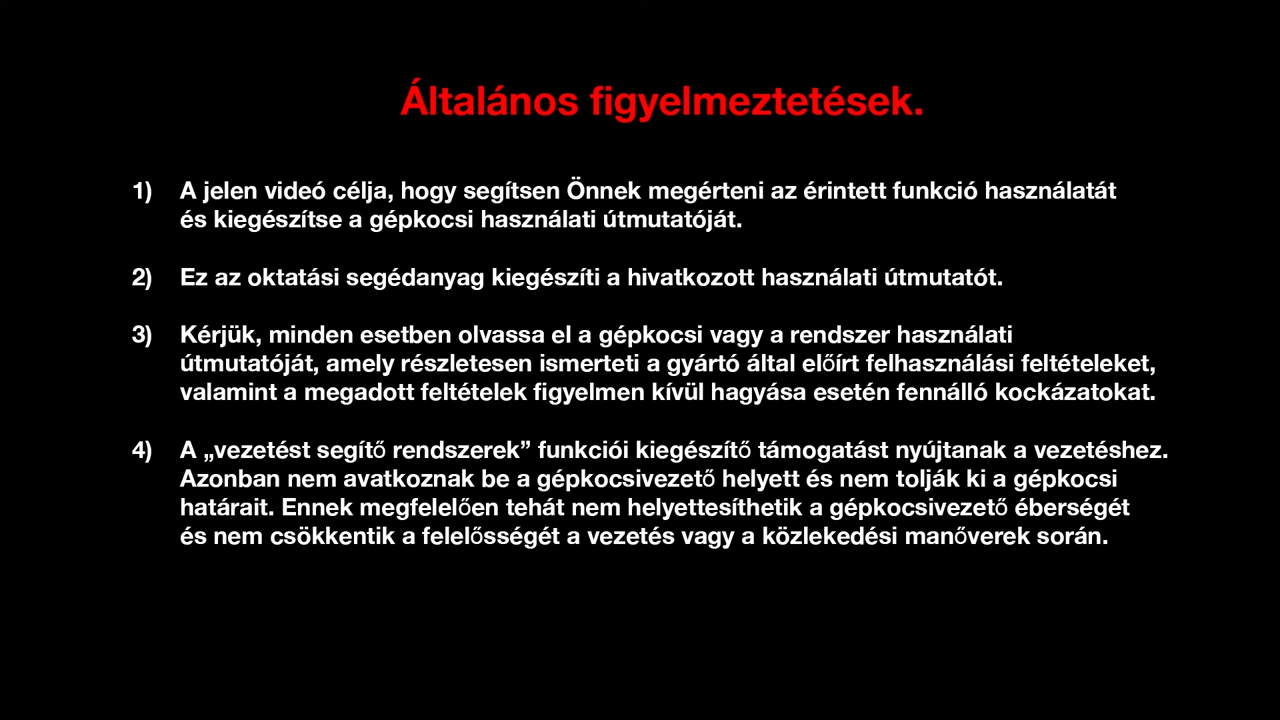 Általános figyelmeztetések.
1) A jelen videó célja, hogy segítsen Önnek megérteni az érintett funkció használatát
és kiegészítse a gépkocsi használati útmutatóját.
2) Ez az oktatási segédanyag kiegészíti a hivatkozott használati útmutatót.
3) Kérjük, minden esetben olvassa el a gépkocsi vagy a rendszer használati
útmutatóját, amely részletesen ismerteti a gyártó által előírt felhasználási feltételeket,
valamint a megadott feltételek figyelmen kívül hagyása esetén fennálló kockázatokat.
4) A „vezetést segítő rendszerek” funkciói kiegészítő támogatást nyújtanak a vezetéshez.
Azonban nem avatkoznak be a gépkocsivezető helyett és nem tolják ki a gépkocsi
határait. Ennek megfelelően tehát nem helyettesíthetik a gépkocsivezető éberségét
és nem csökkentik a felelősségét a vezetés vagy a közlekedési manőverek során.